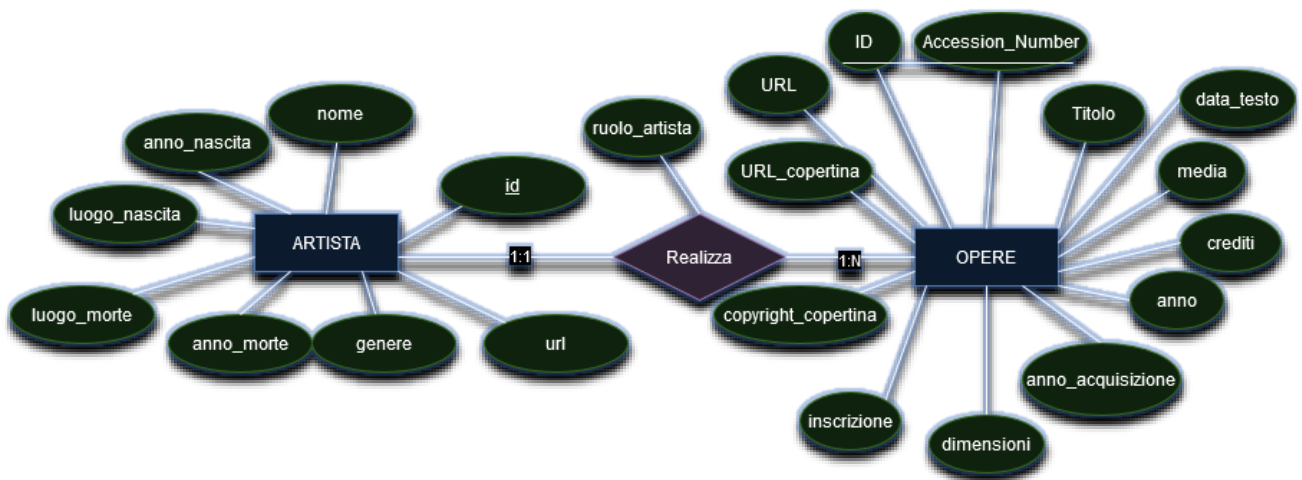 ID
Accession_Number
URL
data_testo
nome
Titolo
anno_nascita
ruolo_artista
URL_copertina
media
id
luogo_nascita
ARTISTA
1:1
Realizza
1:N
OPERE
crediti
anno
luogo_morte
anno_morte
genere
url
copyright_copertina
anno_acquisizione
inscrizione
dimensioni